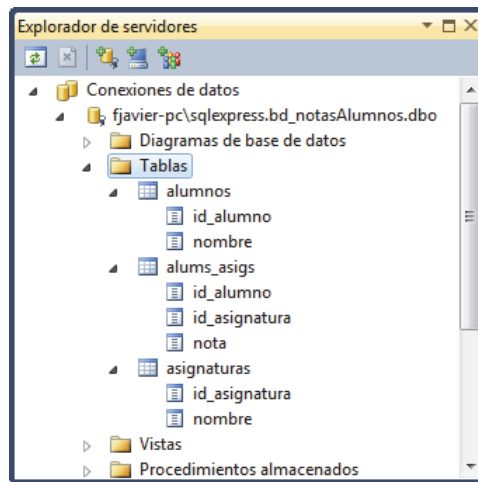 Explorador de servidores
Conexiones de datos
fjavier-pc\sqlexpress.bd_notasAlumnos.dbo
Diagramas de base de datos
Tablas
alumnos
id_alumno
nombre
alums_asigs
id_alumno
id_asignatura
nota
asignaturas
id_asignatura
nombre
Vistas
Procedimientos almacenados